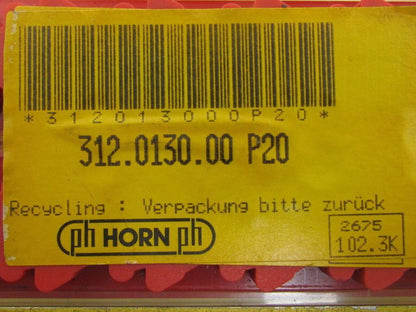 *312013000P20*
312.0130.00 P20
Recycling : Verpackung bitte zurück
ph HORN ph
2675
102.3K